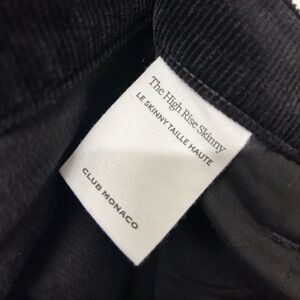 The High Rise Skinny
LE SKINNY TAILLE HAUTE
CLUB MONACO